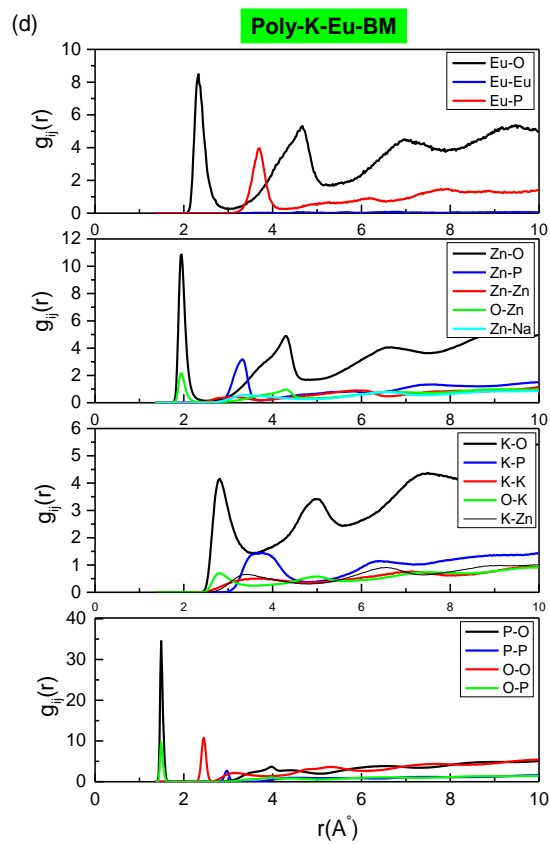 (d)
Poly-K-Eu-BM
10
8
6
4
2
0
g_ij(r)
Eu-O
Eu-Eu
Eu-P
0 2 4 6 8 10
12
10
8
6
4
2
0
g_ij(r)
Zn-O
Zn-P
Zn-Zn
O-Zn
Zn-Na
0 2 4 6 8 10
6
5
4
3
2
1
0
g_ij(r)
K-O
K-P
K-K
O-K
K-Zn
0 2 4 6 8 10
40
30
20
10
0
g_ij(r)
P-O
P-P
O-O
O-P
0 2 4 6 8 10
r(A°)